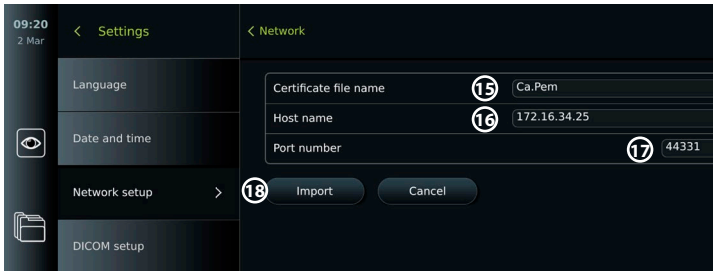 09:20
2 Mar
Settings
Network
Language
Date and time
Network setup
DICOM setup
Certificate file name 15 Ca.Pem
Host name 16 172.16.34.25
Port number 17 44331
18 Import Cancel